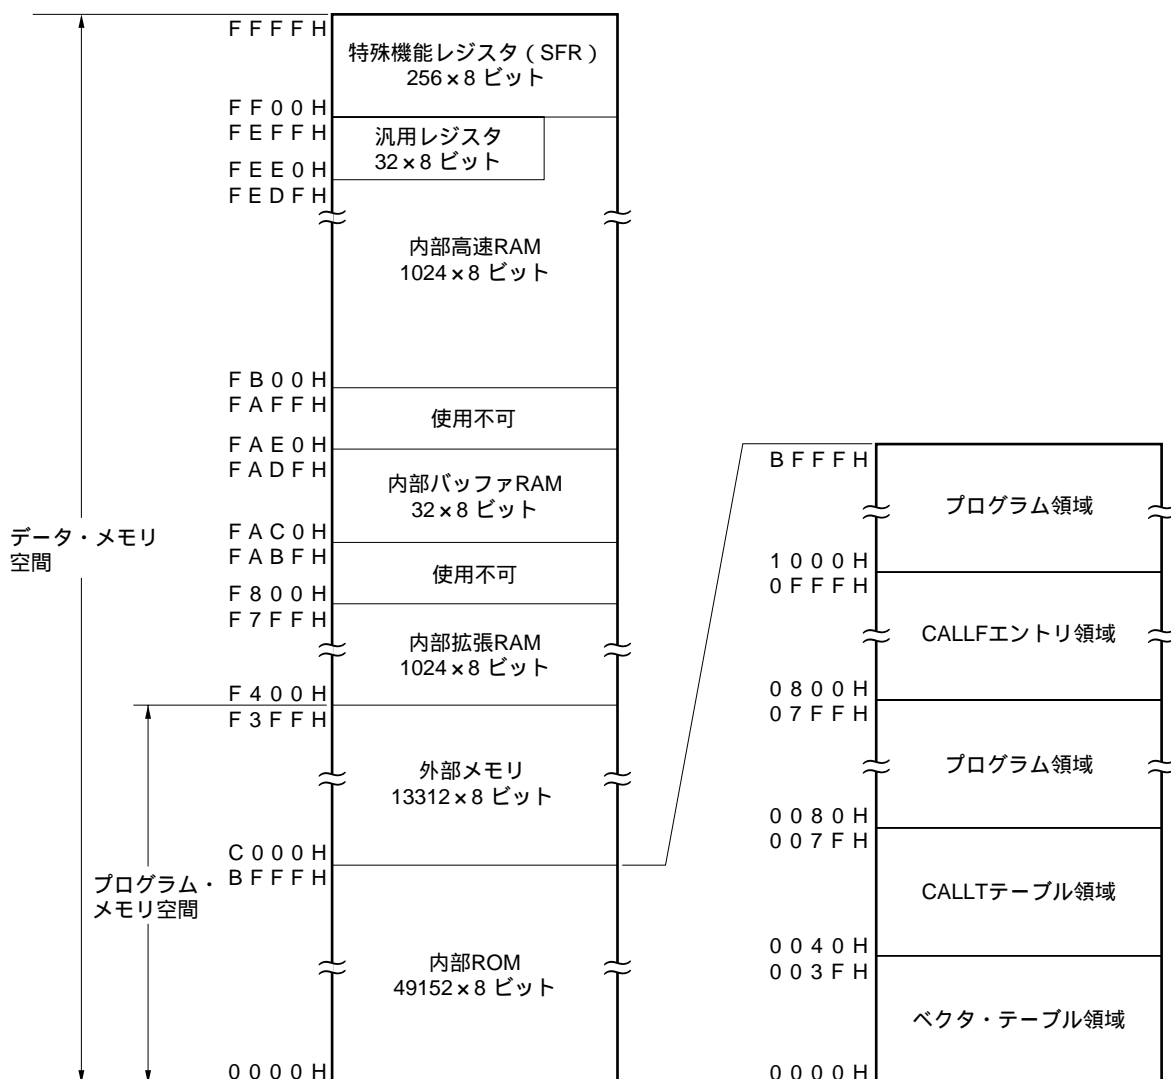 FFFFH
特殊機能レジスタ（SFR）
256×8 ビット
FF00H
FEFFH
汎用レジスタ
32×8 ビット
FEE0H
FEDFH
内部高速RAM
1024×8 ビット
FB00H
FAFFH
使用不可
FAE0H
FADFH
内部バッファRAM
32×8 ビット
FAC0H
FABFH
使用不可
F800H
F7FFH
内部拡張RAM
1024×8 ビット
F400H
F3FFH
外部メモリ
13312×8 ビット
C000H
BFFFH
内部ROM
49152×8 ビット
0000H
データ・メモリ
空間
プログラム・
メモリ空間
BFFFH
プログラム領域
1000H
0FFFH
CALLFエントリ領域
0800H
07FFH
プログラム領域
0080H
007FH
CALLTテーブル領域
0040H
003FH
ベクタ・テーブル領域
0000H